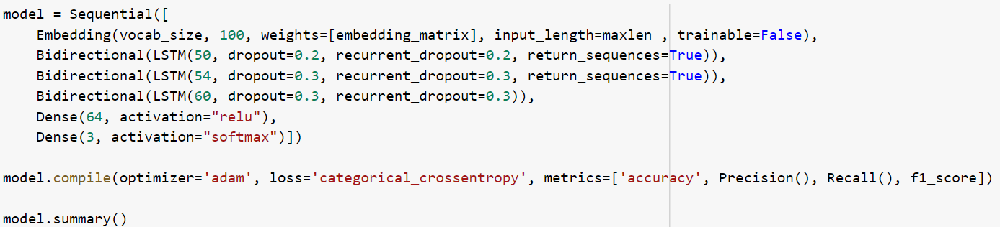 model = Sequential([
    Embedding(vocab_size, 100, weights=[embedding_matrix], input_length=maxlen , trainable=False),
    Bidirectional(LSTM(50, dropout=0.2, recurrent_dropout=0.2, return_sequences=True)),
    Bidirectional(LSTM(54, dropout=0.3, recurrent_dropout=0.3, return_sequences=True)),
    Bidirectional(LSTM(60, dropout=0.3, recurrent_dropout=0.3)),
    Dense(64, activation="relu"),
    Dense(3, activation="softmax")])
model.compile(optimizer='adam', loss='categorical_crossentropy', metrics=['accuracy', Precision(), Recall(), f1_score])
model.summary()